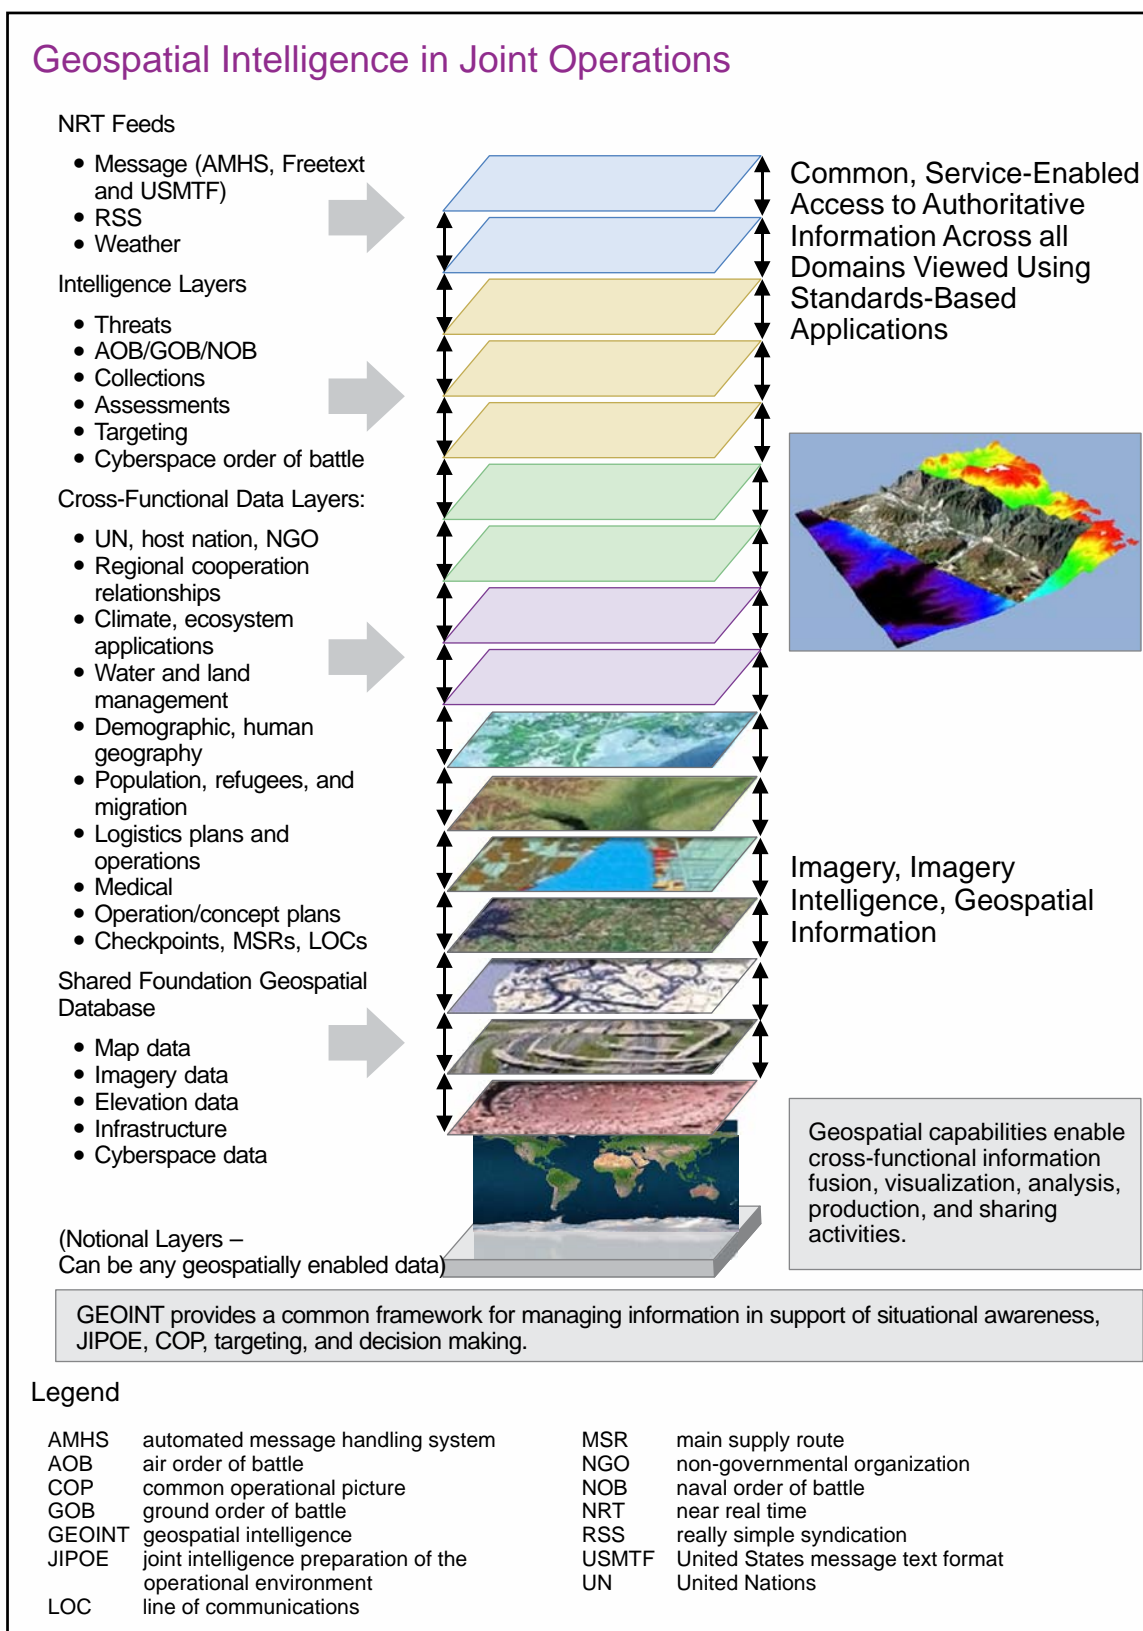 Geospatial Intelligence in Joint Operations
NRT Feeds
• Message (AMHS, Freetext
and USMTF)
• RSS
• Weather
Intelligence Layers
• Threats
• AOB/GOB/NOB
• Collections
• Assessments
• Targeting
• Cyberspace order of battle
Cross-Functional Data Layers:
• UN, host nation, NGO
• Regional cooperation
relationships
• Climate, ecosystem
applications
• Water and land
management
• Demographic, human
geography
• Population, refugees, and
migration
• Logistics plans and
operations
• Medical
• Operation/concept plans
• Checkpoints, MSRs, LOCs
Shared Foundation Geospatial
Database
• Map data
• Imagery data
• Elevation data
• Infrastructure
• Cyberspace data
(Notional Layers –
Can be any geospatially enabled data)
Common, Service-Enabled
Access to Authoritative
Information Across all
Domains Viewed Using
Standards-Based
Applications
Imagery, Imagery
Intelligence, Geospatial
Information
Geospatial capabilities enable
cross-functional information
fusion, visualization, analysis,
production, and sharing
activities.
GEOINT provides a common framework for managing information in support of situational awareness,
JIPOE, COP, targeting, and decision making.
Legend
AMHS automated message handling system
AOB air order of battle
COP common operational picture
GOB ground order of battle
GEOINT geospatial intelligence
JIPOE joint intelligence preparation of the
operational environment
LOC line of communications
MSR main supply route
NGO non-governmental organization
NOB naval order of battle
NRT near real time
RSS really simple syndication
USMTF United States message text format
UN United Nations